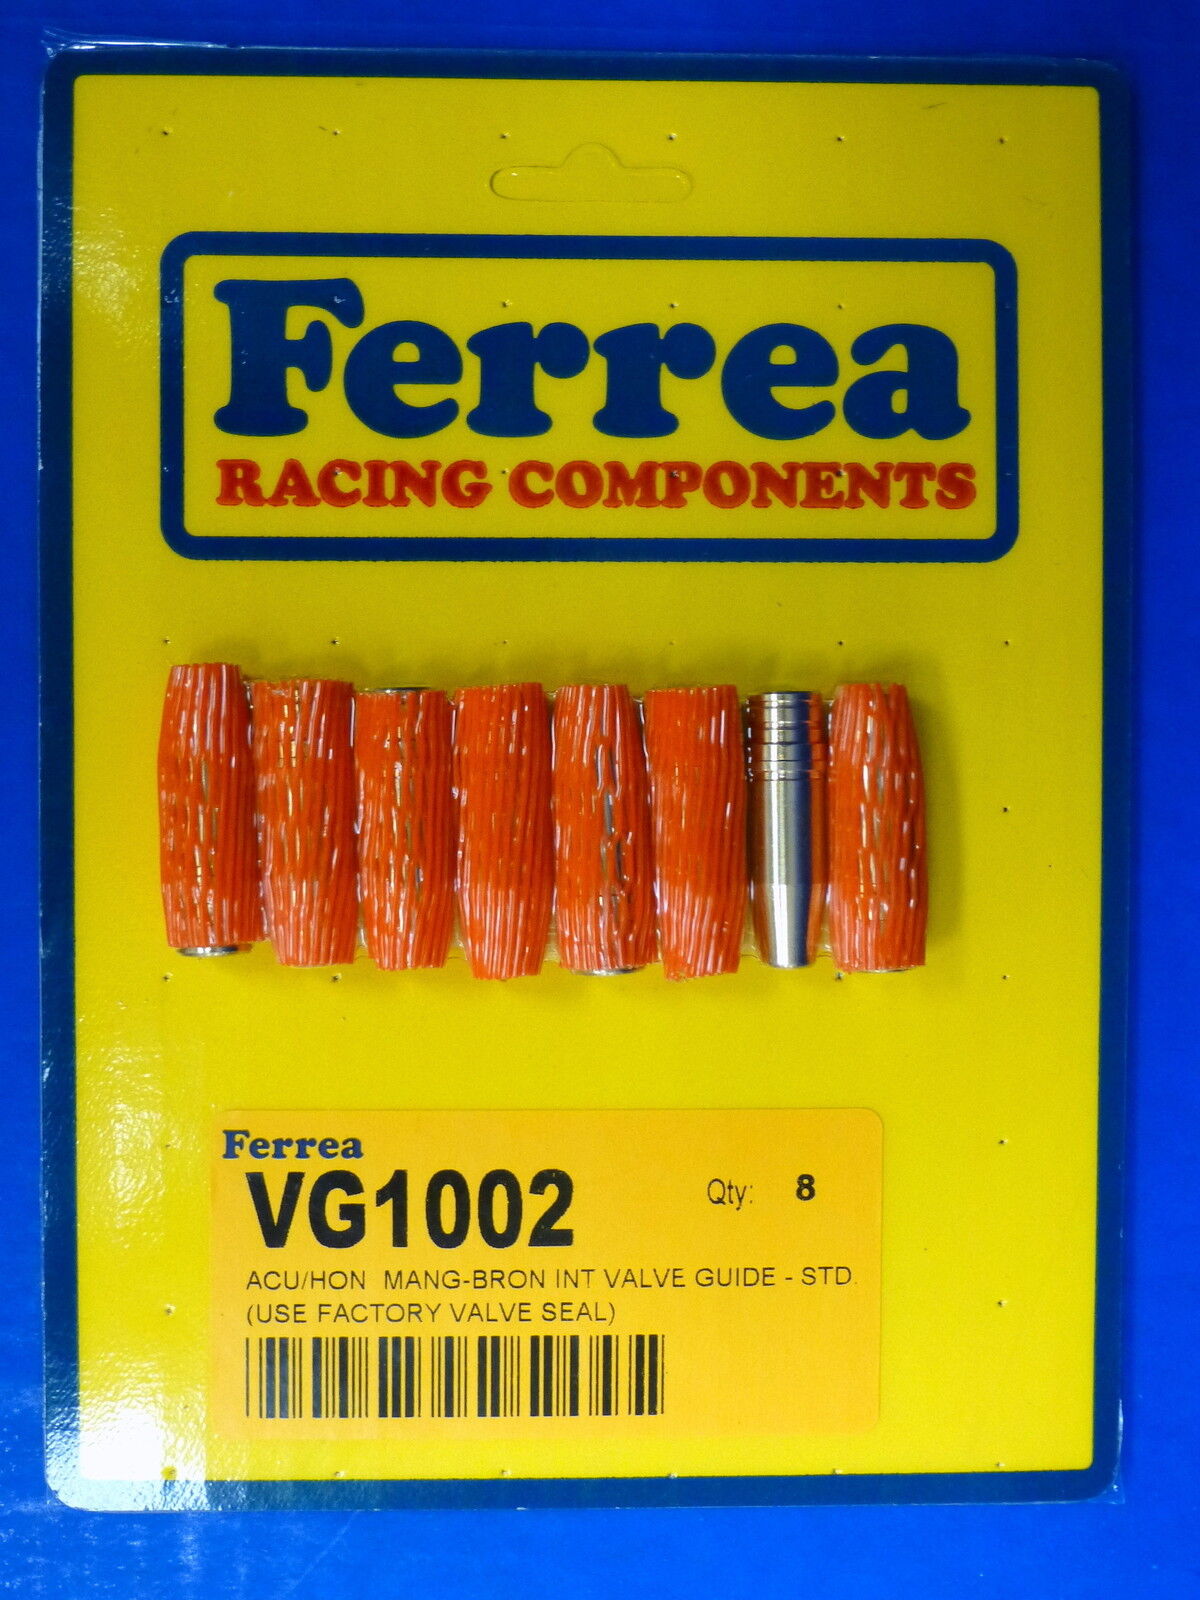 Ferrea
RACING COMPONENTS
Ferrea
VG1002 Qty: 8
ACU/HON MANG-BRON INT VALVE GUIDE - STD.
(USE FACTORY VALVE SEAL)